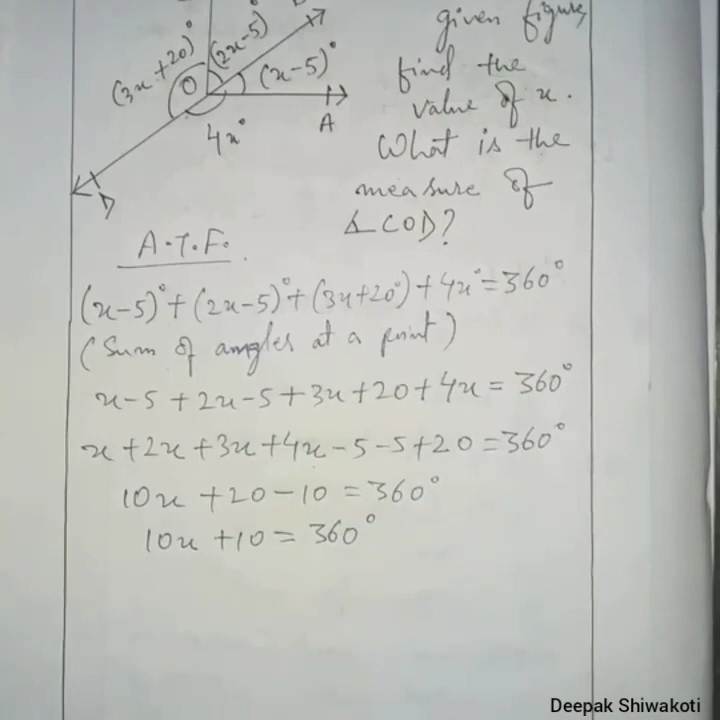 given figure,
find the
value of x.
What is the
measure of
∡COD?
(3x+20)°
(2x-5)°
O
(x-5)°
A
4x°
D
A.T.F.
(x-5)°+(2x-5)°+(3x+20°)+4x°=360°
(Sum of angles at a point)
x-5+2x-5+3x+20+4x = 360°
x+2x+3x+4x-5-5+20=360°
10x+20-10=360°
10x+10=360°
Deepak Shiwakoti